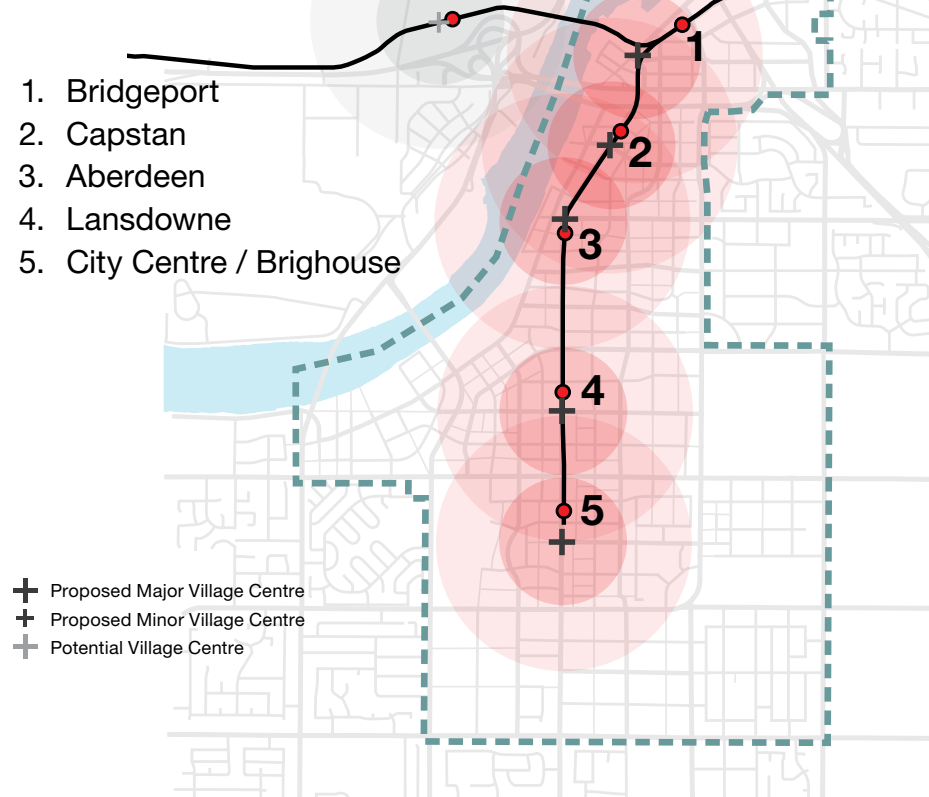 1. Bridgeport
2. Capstan
3. Aberdeen
4. Lansdowne
5. City Centre / Brighouse
1
2
3
4
5
Proposed Major Village Centre
Proposed Minor Village Centre
Potential Village Centre